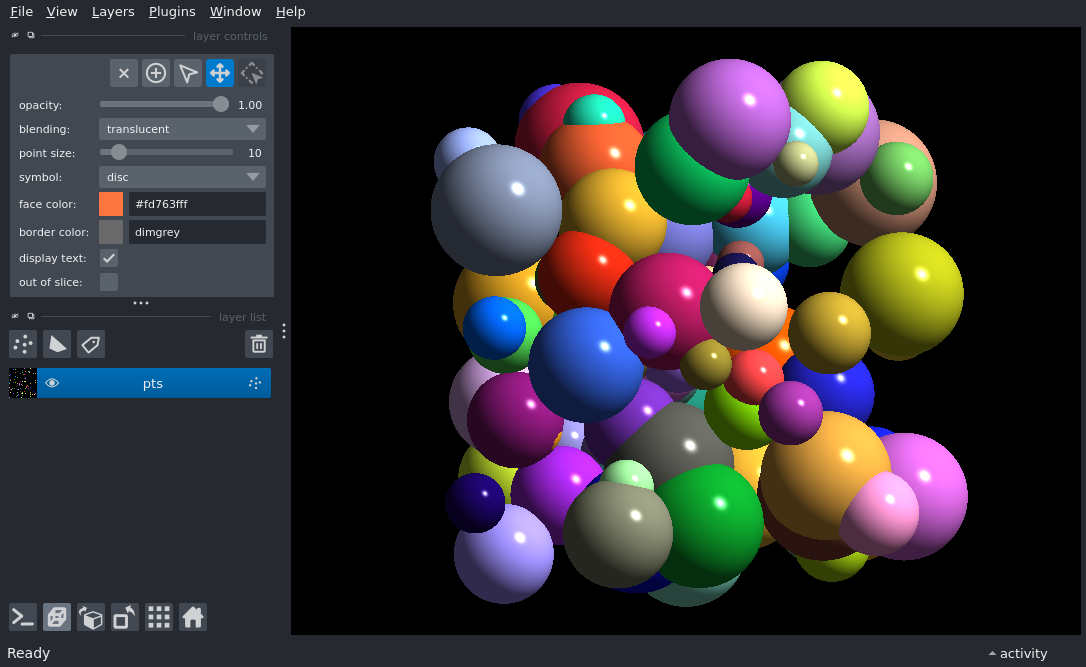 File View Layers Plugins Window Help
layer controls
opacity: 1.00
blending: translucent
point size: 10
symbol: disc
face color: #fd763fff
border color: dimgrey
display text:
out of slice:
layer list
pts
Ready
activity